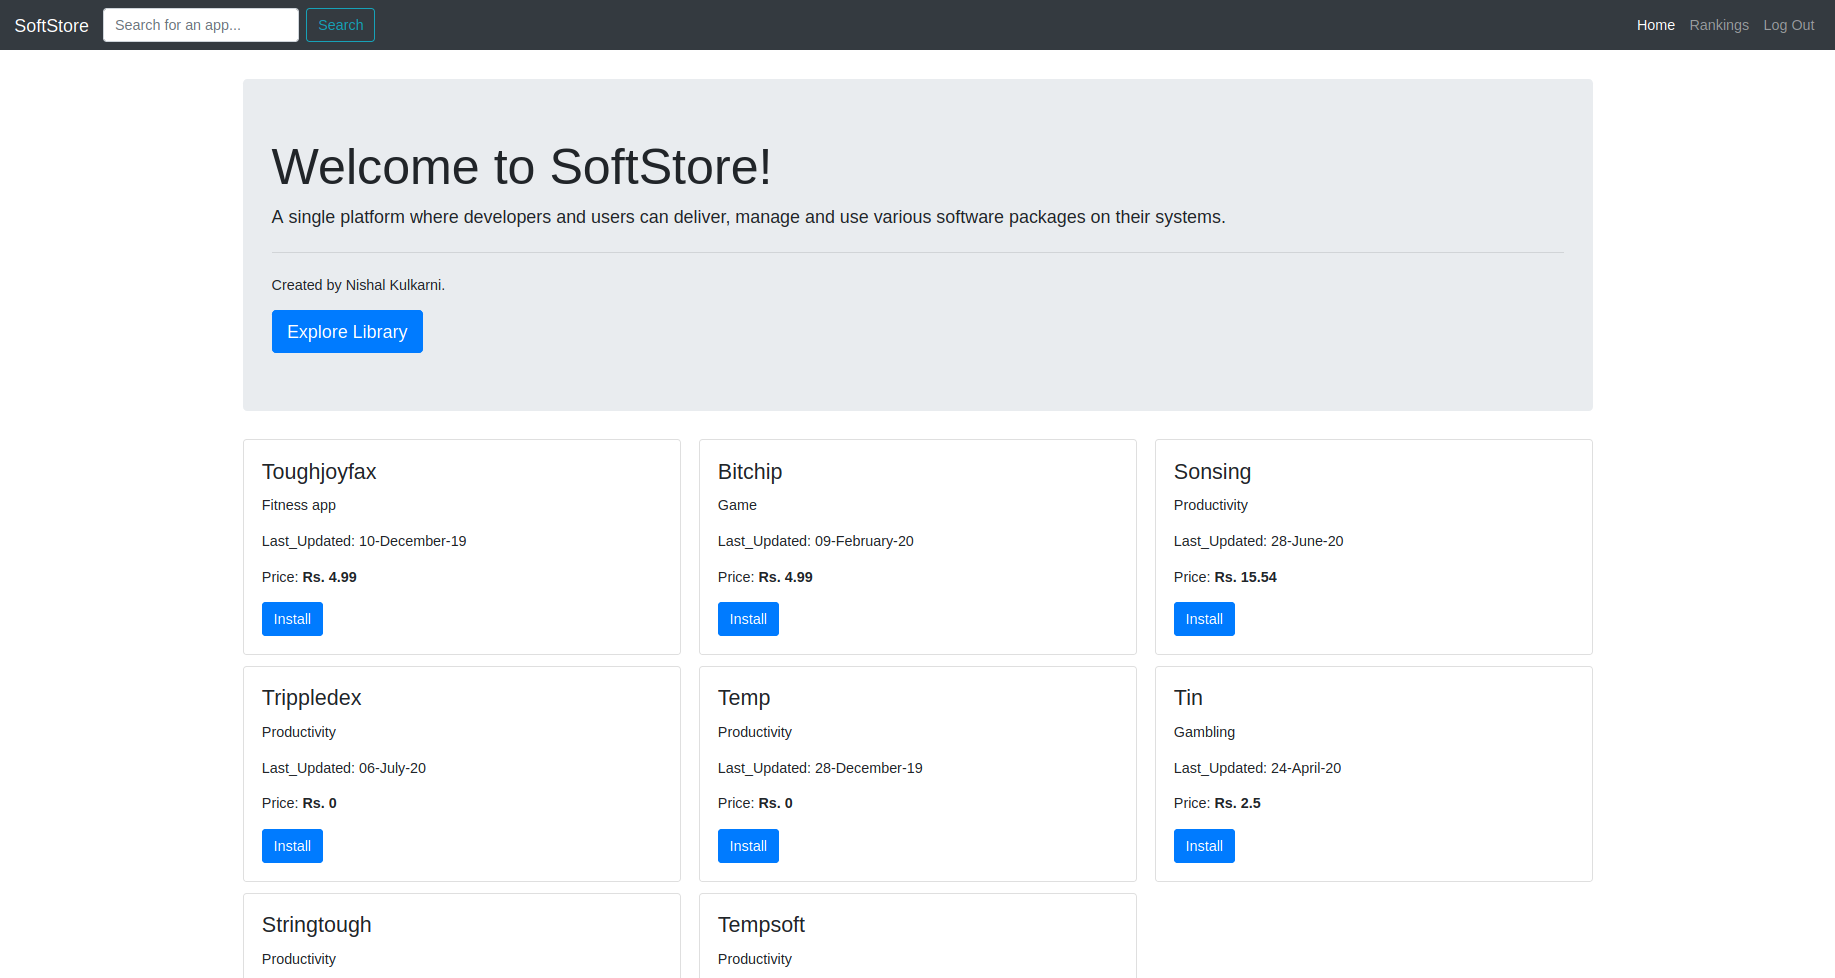 SoftStore Search for an app... Search Home Rankings Log Out
Welcome to SoftStore!
A single platform where developers and users can deliver, manage and use various software packages on their systems.
Created by Nishal Kulkarni.
Explore Library
Toughjoyfax
Fitness app
Last_Updated: 10-December-19
Price: Rs. 4.99
Install
Bitchip
Game
Last_Updated: 09-February-20
Price: Rs. 4.99
Install
Sonsing
Productivity
Last_Updated: 28-June-20
Price: Rs. 15.54
Install
Trippledex
Productivity
Last_Updated: 06-July-20
Price: Rs. 0
Install
Temp
Productivity
Last_Updated: 28-December-19
Price: Rs. 0
Install
Tin
Gambling
Last_Updated: 24-April-20
Price: Rs. 2.5
Install
Stringtough
Productivity
Tempsoft
Productivity